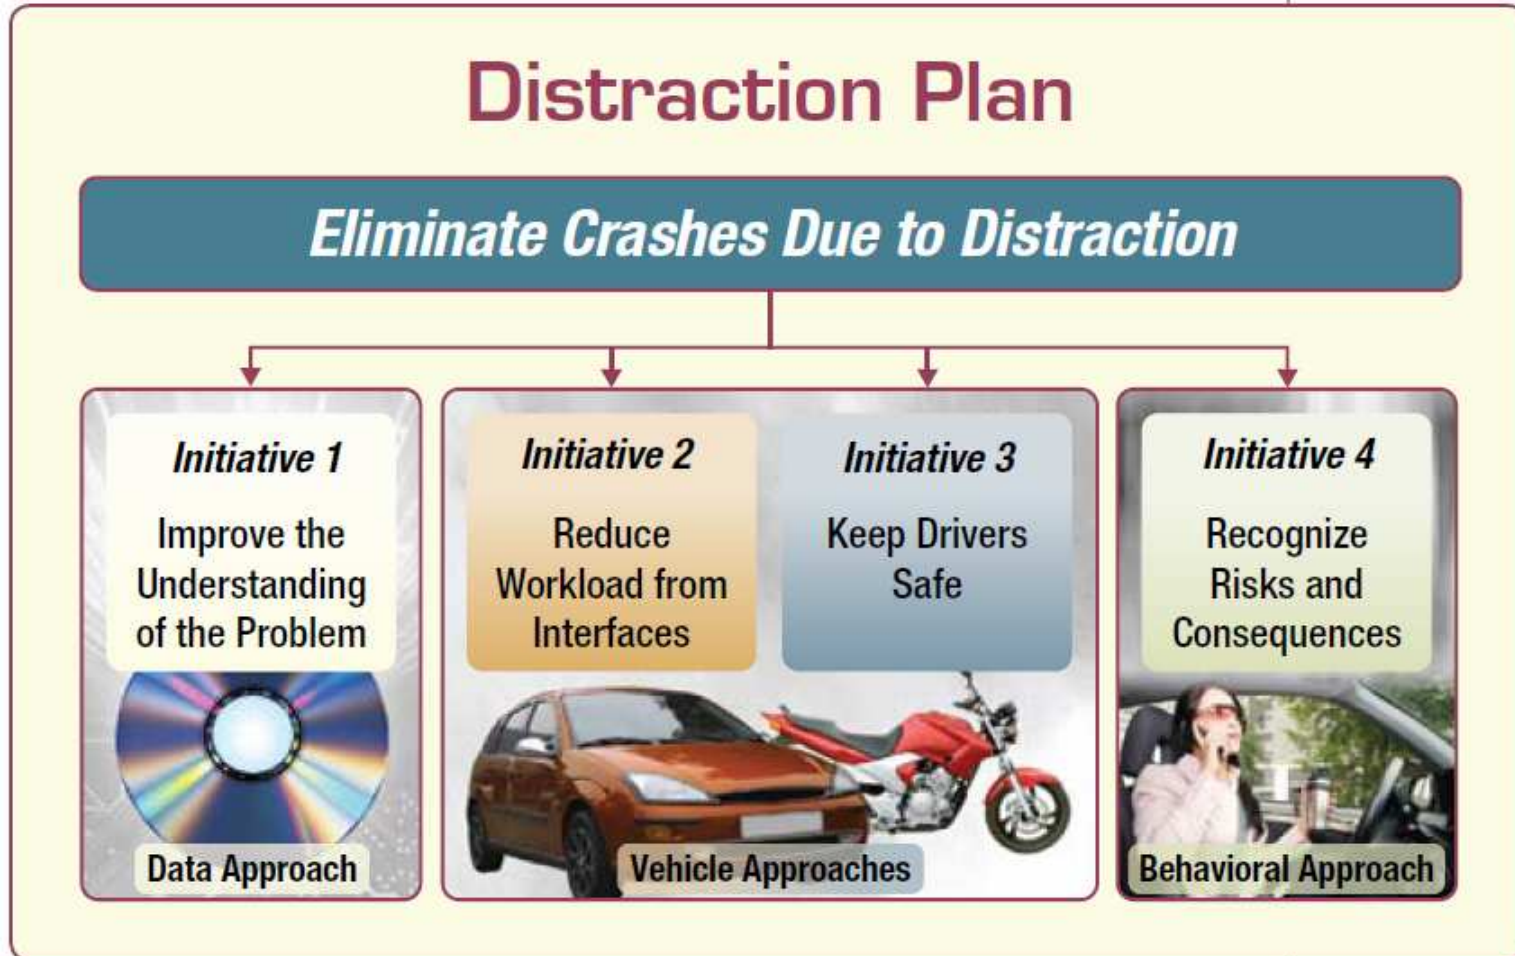 Distraction Plan
Eliminate Crashes Due to Distraction
Initiative 1
Improve the
Understanding
of the Problem
Data Approach
Initiative 2
Reduce
Workload from
Interfaces
Initiative 3
Keep Drivers
Safe
Vehicle Approaches
Initiative 4
Recognize
Risks and
Consequences
Behavioral Approach